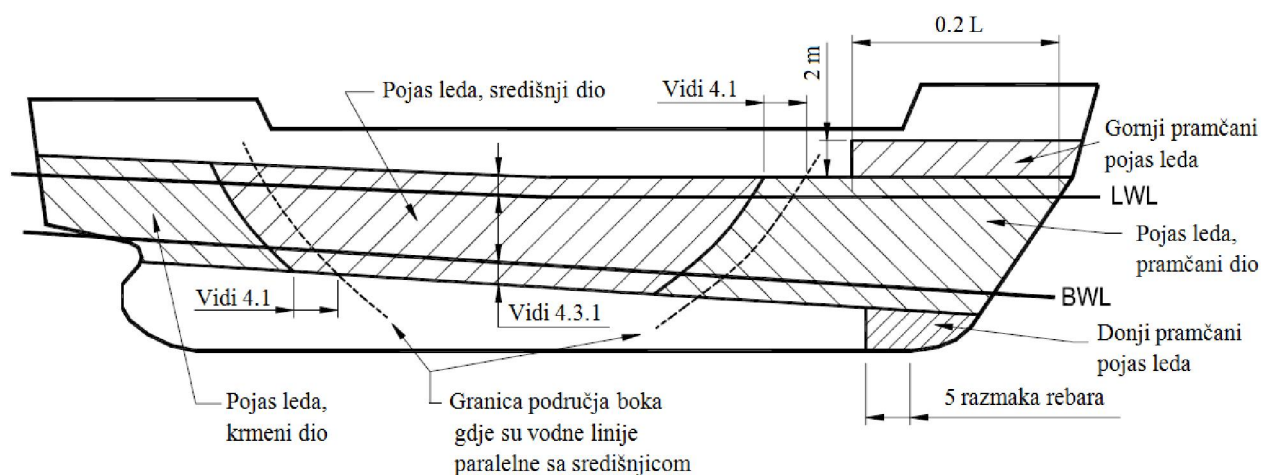 0.2 L
2 m
Pojas leda, središnji dio
Vidi 4.1
Gornji pramčani
pojas leda
LWL
Pojas leda,
pramčani dio
BWL
Vidi 4.1
Vidi 4.3.1
Donji pramčani
pojas leda
Pojas leda,
krmeni dio
Granica područja boka
gdje su vodne linije
paralelne sa središnjicom
5 razmaka rebara